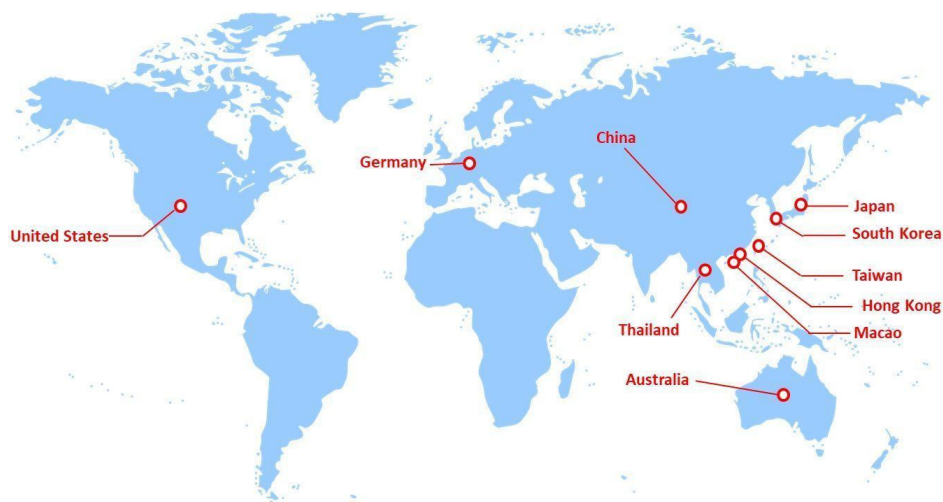 China
Germany
Japan
United States
South Korea
Taiwan
Hong Kong
Thailand
Macao
Australia